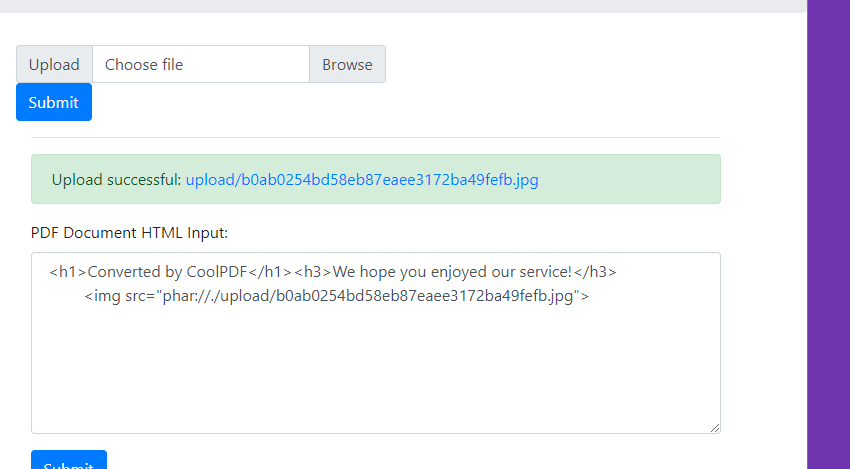 Upload Choose file Browse
Submit
Upload successful: upload/b0ab0254bd58eb87eaee3172ba49fefb.jpg
PDF Document HTML Input:
<h1>Converted by CoolPDF</h1><h3>We hope you enjoyed our service!</h3>
<img src="phar://./upload/b0ab0254bd58eb87eaee3172ba49fefb.jpg">
Submit